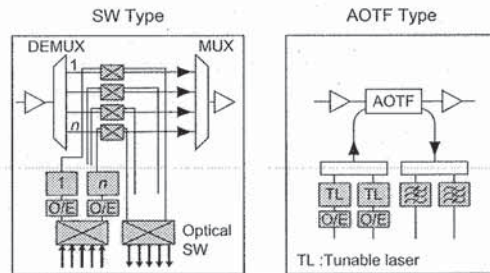 SW Type
DEMUX
MUX
1
n
1
n
O/E
O/E
Optical
SW
AOTF Type
AOTF
TL
TL
O/E
O/E
TL :Tunable laser